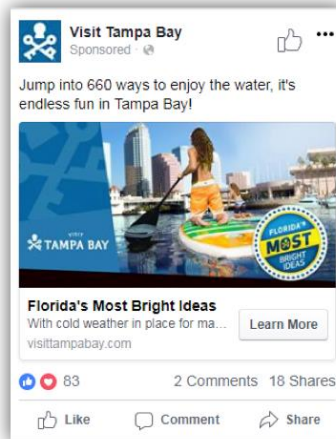 Visit Tampa Bay
Sponsored ·
Jump into 660 ways to enjoy the water, it's
endless fun in Tampa Bay!
VISIT
TAMPA BAY
FLORIDA'S
MOST
BRIGHT
IDEAS
Florida's Most Bright Ideas
With cold weather in place for ma...
visittampabay.com
Learn More
83
2 Comments 18 Shares
Like Comment Share